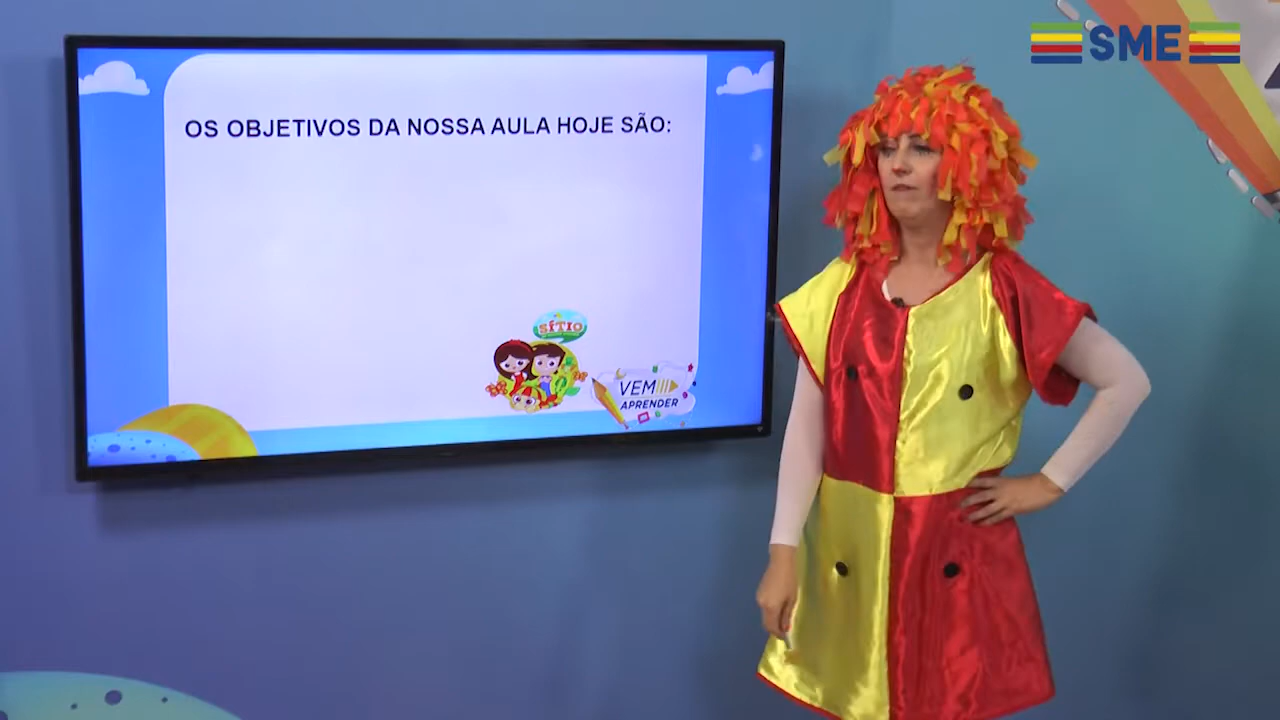 SME
OS OBJETIVOS DA NOSSA AULA HOJE SÃO:
SÍTIO
VEM
APRENDER